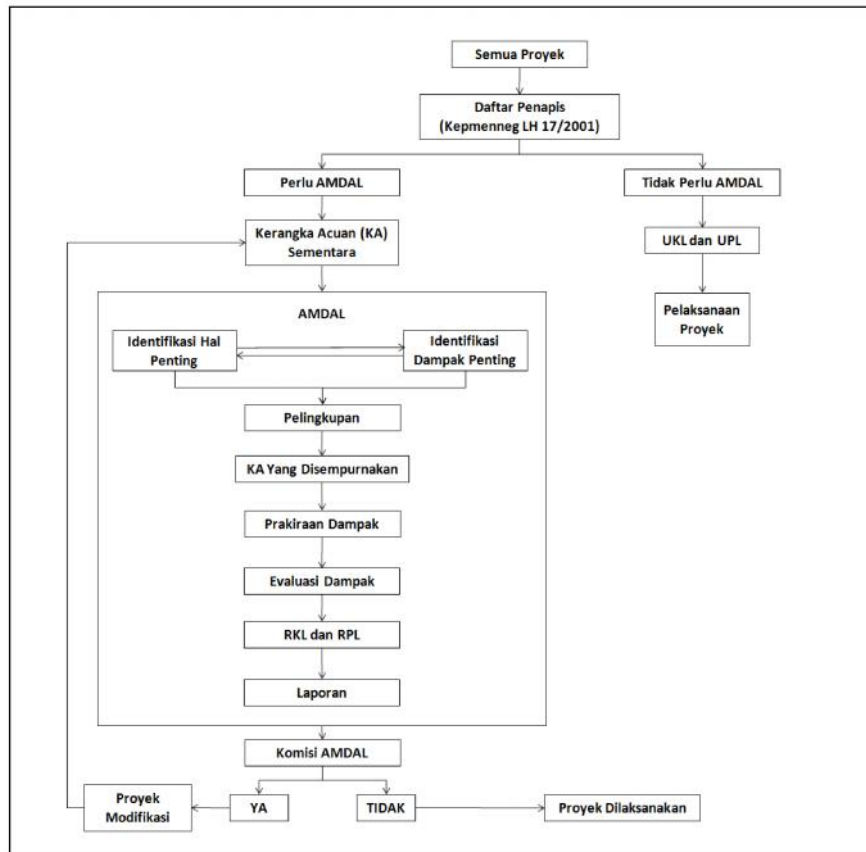 Semua Proyek
Daftar Penapis
(Kepmenneg LH 17/2001)
Perlu AMDAL
Tidak Perlu AMDAL
Kerangka Acuan (KA)
Sementara
UKL dan UPL
Pelaksanaan
Proyek
AMDAL
Identifikasi Hal
Penting
Identifikasi
Dampak Penting
Pelingkupan
KA Yang Disempurnakan
Prakiraan Dampak
Evaluasi Dampak
RKL dan RPL
Laporan
Komisi AMDAL
Proyek
Modifikasi
YA
TIDAK
Proyek Dilaksanakan